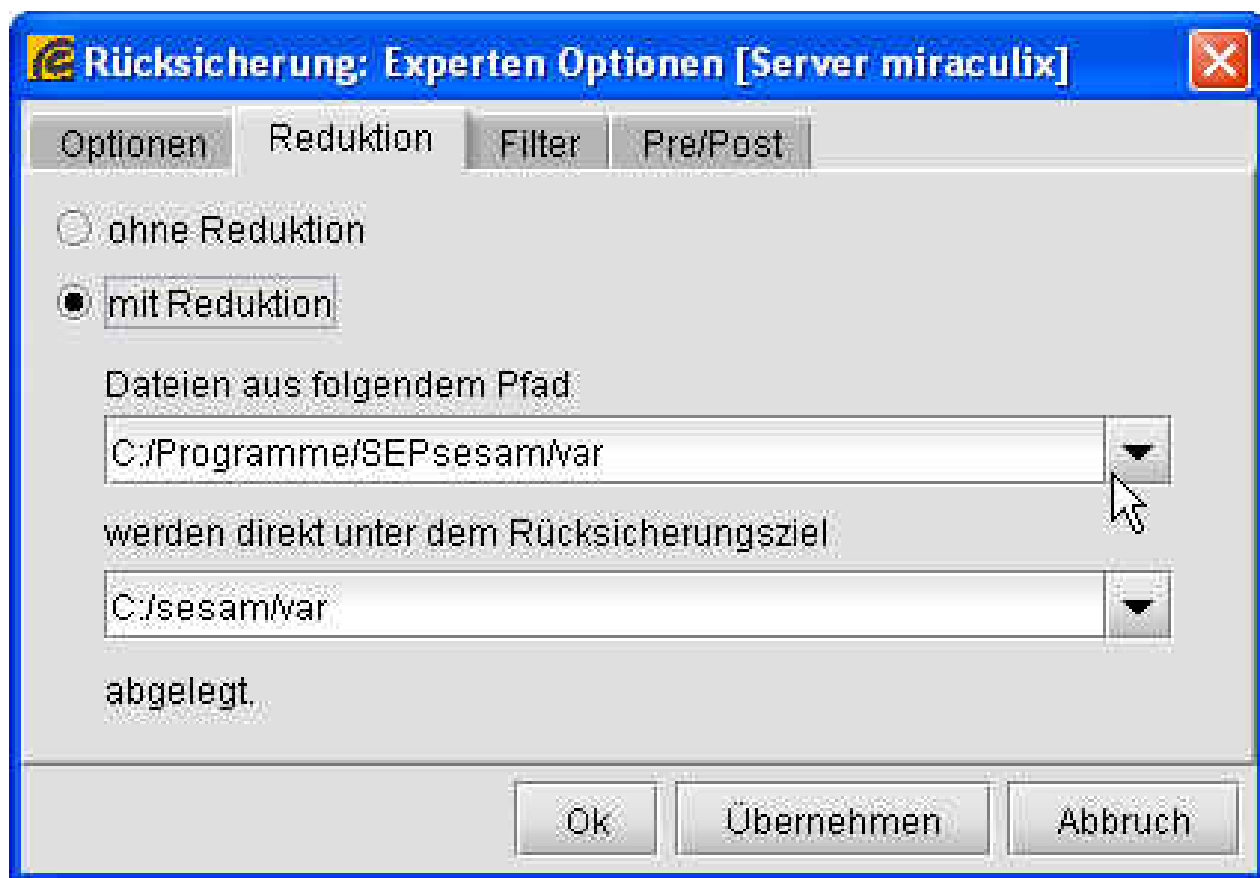 Rücksicherung: Experten Optionen [Server miraculix]
Optionen Reduktion Filter Pre/Post
ohne Reduktion
mit Reduktion
Dateien aus folgendem Pfad
C:/Programme/SEPsesam/var
werden direkt unter dem Rücksicherungsziel
C:/sesam/var
abgelegt.
Ok Übernehmen Abbruch